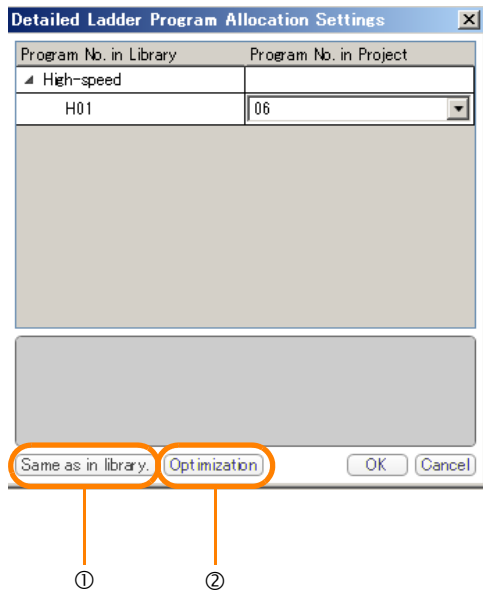 Detailed Ladder Program Allocation Settings
Program No. in Library Program No. in Project
High-speed
H01 06
Same as in library. Optimization OK Cancel
① ②